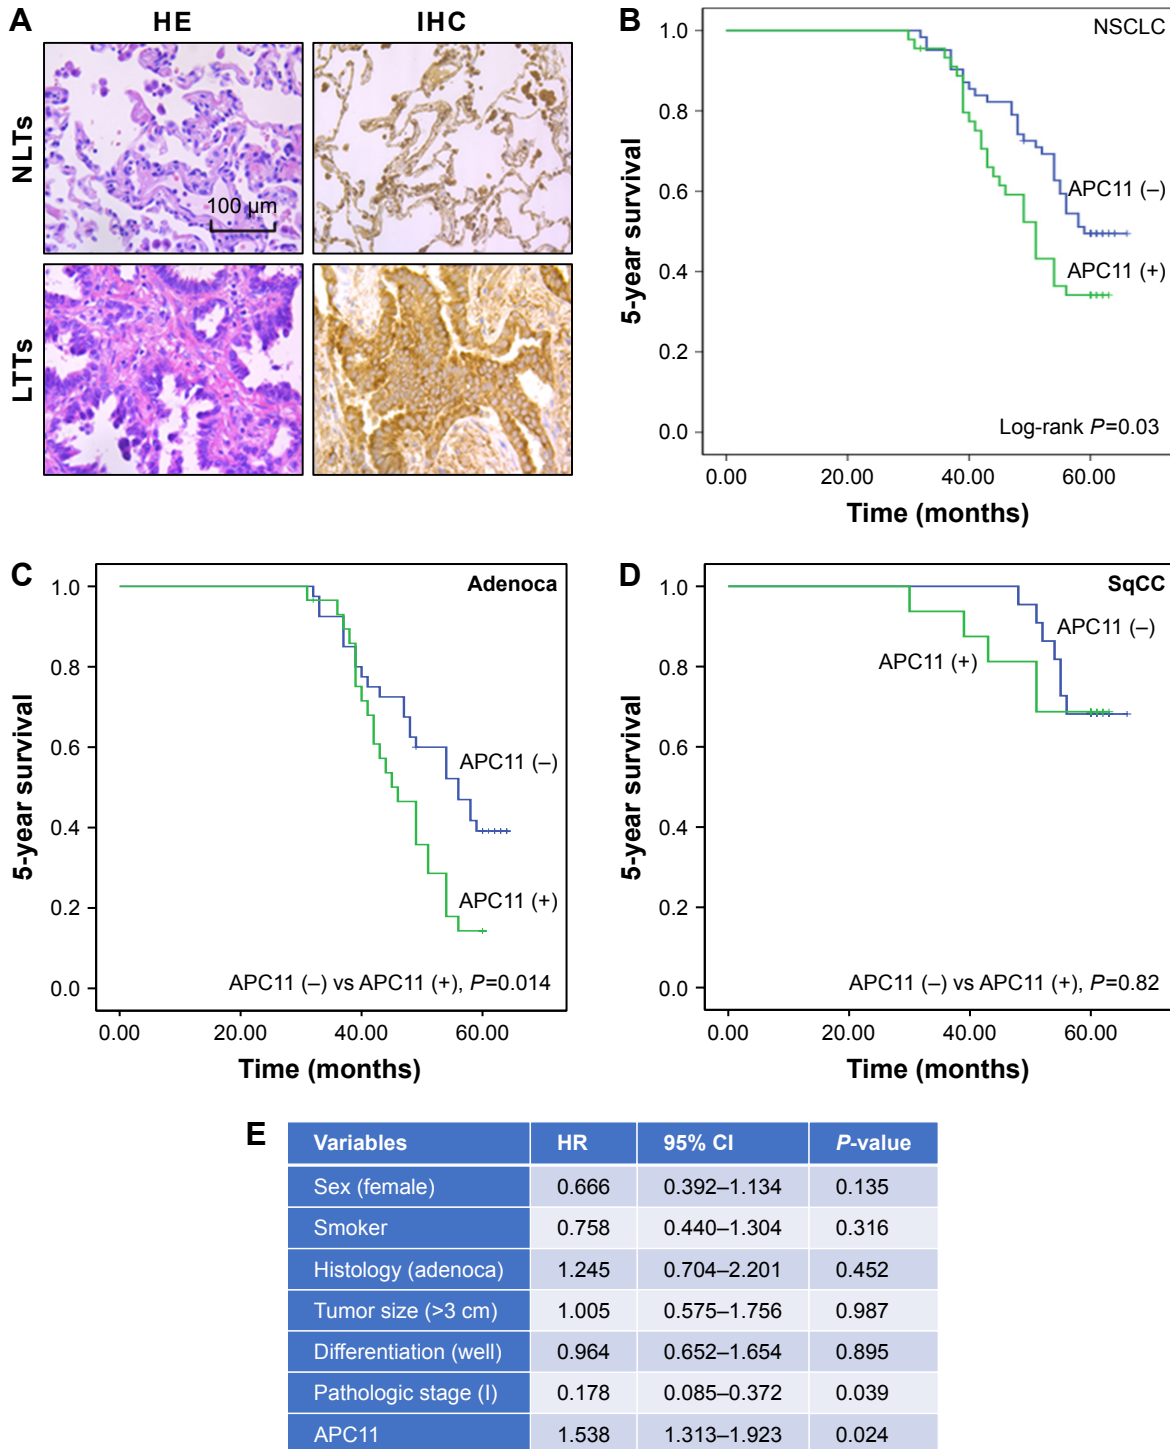 A
HE
IHC
NLTs
100 µm
LTTs
B
NSCLC
5-year survival
1.0
0.8
0.6
0.4
0.2
0.0
APC11 (–)
APC11 (+)
Log-rank P=0.03
0.00 20.00 40.00 60.00
Time (months)
C
Adenoca
5-year survival
1.0
0.8
0.6
0.4
0.2
0.0
APC11 (–)
APC11 (+)
APC11 (–) vs APC11 (+), P=0.014
0.00 20.00 40.00 60.00
Time (months)
D
SqCC
5-year survival
1.0
0.8
0.6
0.4
0.2
0.0
APC11 (–)
APC11 (+)
APC11 (–) vs APC11 (+), P=0.82
0.00 20.00 40.00 60.00
Time (months)
E
Variables HR 95% CI P-value
Sex (female) 0.666 0.392–1.134 0.135
Smoker 0.758 0.440–1.304 0.316
Histology (adenoca) 1.245 0.704–2.201 0.452
Tumor size (>3 cm) 1.005 0.575–1.756 0.987
Differentiation (well) 0.964 0.652–1.654 0.895
Pathologic stage (I) 0.178 0.085–0.372 0.039
APC11 1.538 1.313–1.923 0.024